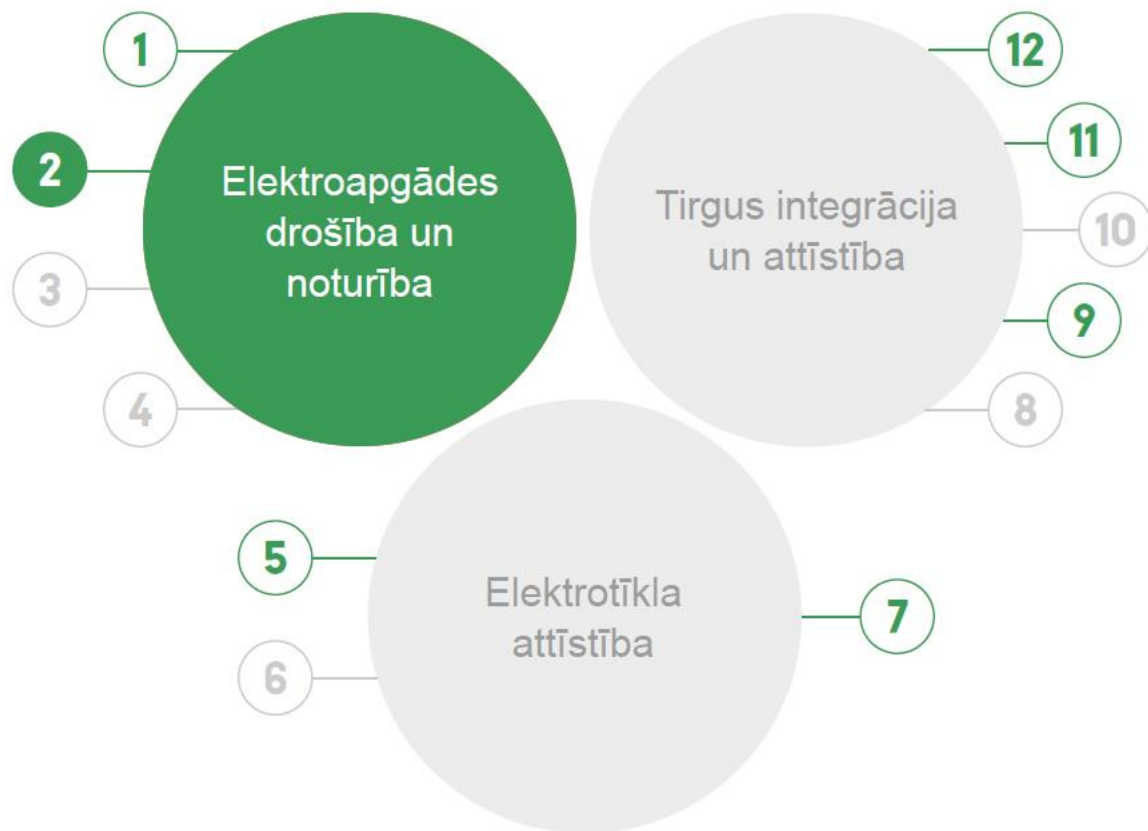 1
2
3
4
Elektroapgādes
drošība un
noturība
12
11
10
9
8
Tirgus integrācija
un attīstība
5
6
7
Elektrotīkla
attīstība